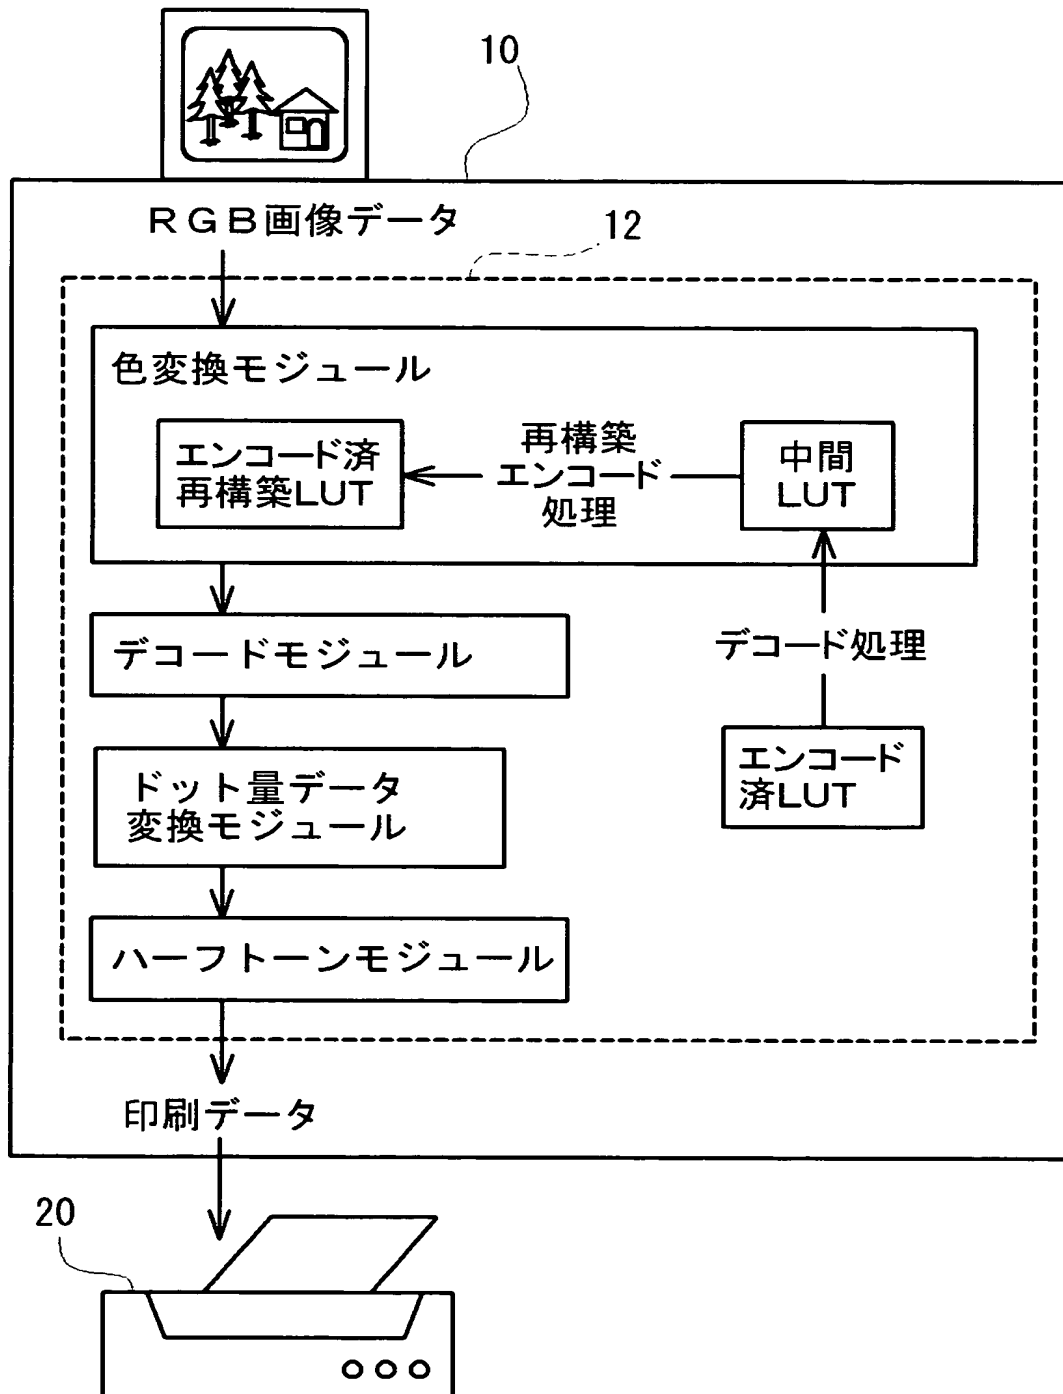 10
RGB画像データ
12
色変換モジュール
エンコード済
再構築LUT
再構築
エンコード
処理
中間
LUT
デコードモジュール
デコード処理
ドット量データ
変換モジュール
エンコード
済LUT
ハーフトーンモジュール
印刷データ
20